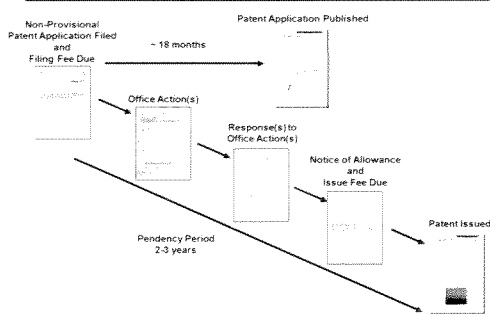 Non-Provisional
Patent Application Filed
and
Filing Fee Due
~ 18 months
Patent Application Published
Office Action(s)
Response(s) to
Office Action(s)
Notice of Allowance
and
Issue Fee Due
Patent Issued
Pendency Period
2-3 years